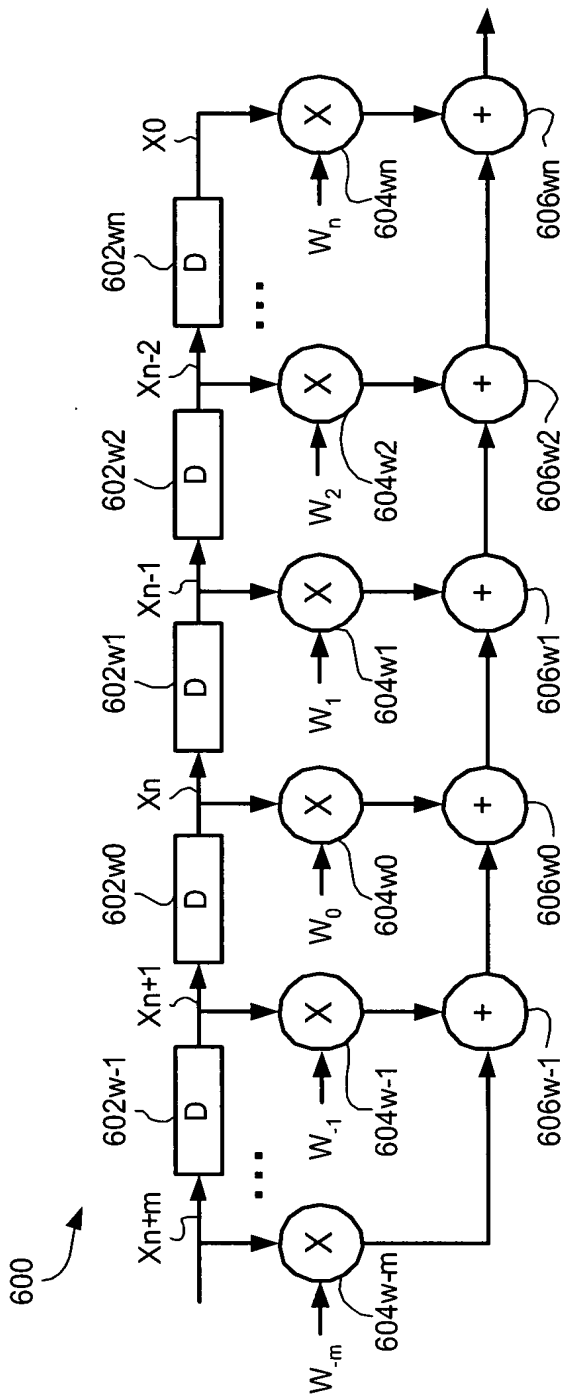 600
602w-1
602w0
602w1
602w2
602wn
Xn+m
Xn+1
Xn
Xn-1
Xn-2
X0
D
D
D
D
D
...
...
X
X
X
X
X
X
W-m
W-1
W0
W1
W2
Wn
604w-m
604w-1
604w0
604w1
604w2
604wn
+
+
+
+
+
606w-1
606w0
606w1
606w2
606wn